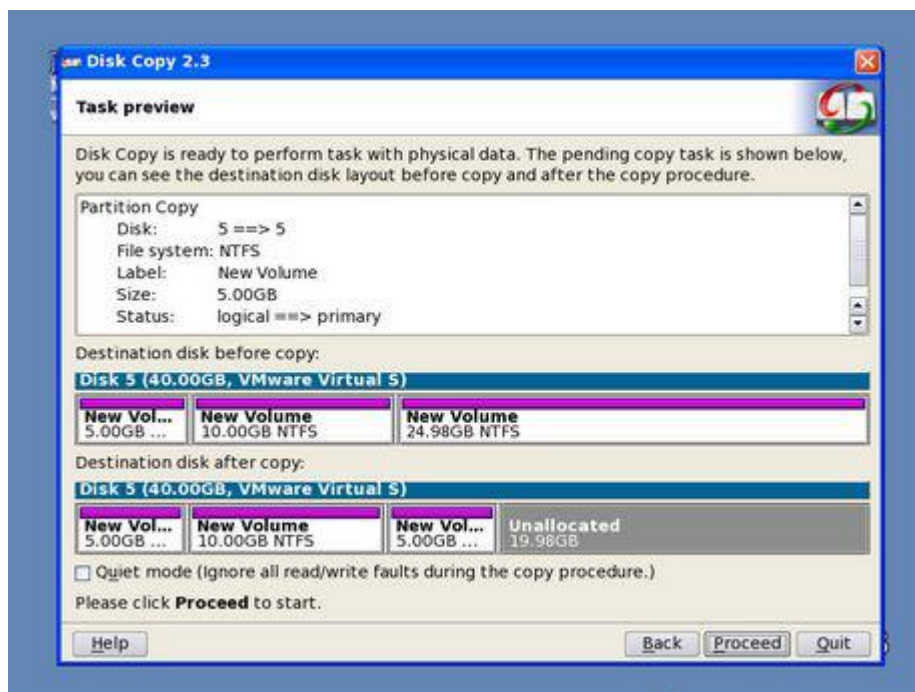 Disk Copy 2.3
Task preview
Disk Copy is ready to perform task with physical data. The pending copy task is shown below,
you can see the destination disk layout before copy and after the copy procedure.
Partition Copy
Disk: 5 ==> 5
File system: NTFS
Label: New Volume
Size: 5.00GB
Status: logical ==> primary
Destination disk before copy:
Disk 5 (40.00GB, VMware Virtual S)
New Vol... New Volume New Volume
5.00GB ... 10.00GB NTFS 24.98GB NTFS
Destination disk after copy:
Disk 5 (40.00GB, VMware Virtual S)
New Vol... New Volume New Vol... Unallocated
5.00GB ... 10.00GB NTFS 5.00GB ... 19.98GB
Quiet mode (Ignore all read/write faults during the copy procedure.)
Please click Proceed to start.
Help Back Proceed Quit